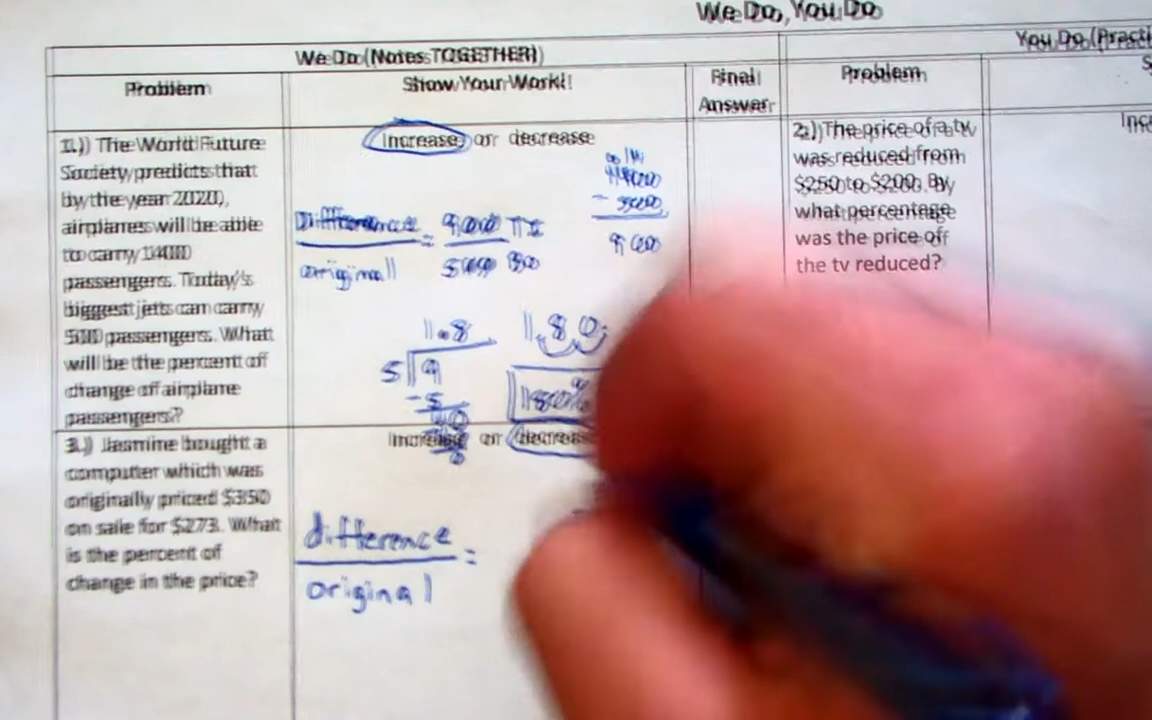 We Do, You Do
We Do (Notes TOGETHER)
You Do (Practi
Problem
Show Your Work!
Final
Answer
Problem
S
1.) The World Future
Society predicts that
by the year 2020,
airplanes will be able
to carry 1400
passengers. Today's
biggest jets can carry
500 passengers. What
will be the percent of
change of airplane
passengers?
Increase or decrease
1400
- 500
900
Difference = 900
original 500
1.8
5 9
- 5
1.80.
180%
2.) The price of a tv
was reduced from
$250 to $200. By
what percentage
was the price of
the tv reduced?
Inc
3.) Jasmine bought a
computer which was
originally priced $350
on sale for $273. What
is the percent of
change in the price?
Increase or decrease
difference =
original